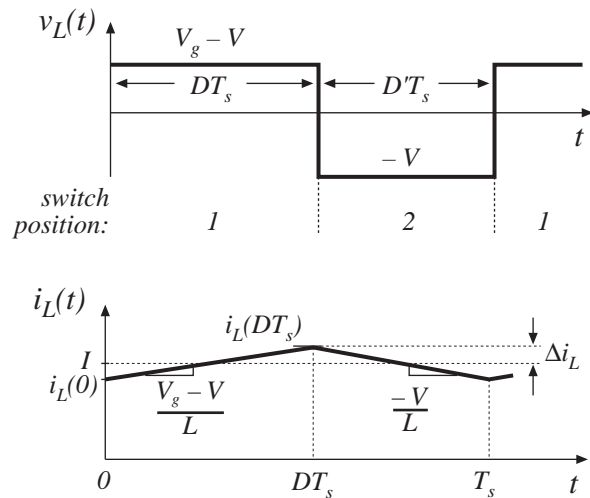 v_L(t)
V_g – V
DT_s
D'T_s
t
– V
switch
position:
1
2
1
i_L(t)
i_L(DT_s)
I
i_L(0)
Δi_L
V_g – V
L
– V
L
0
DT_s
T_s
t